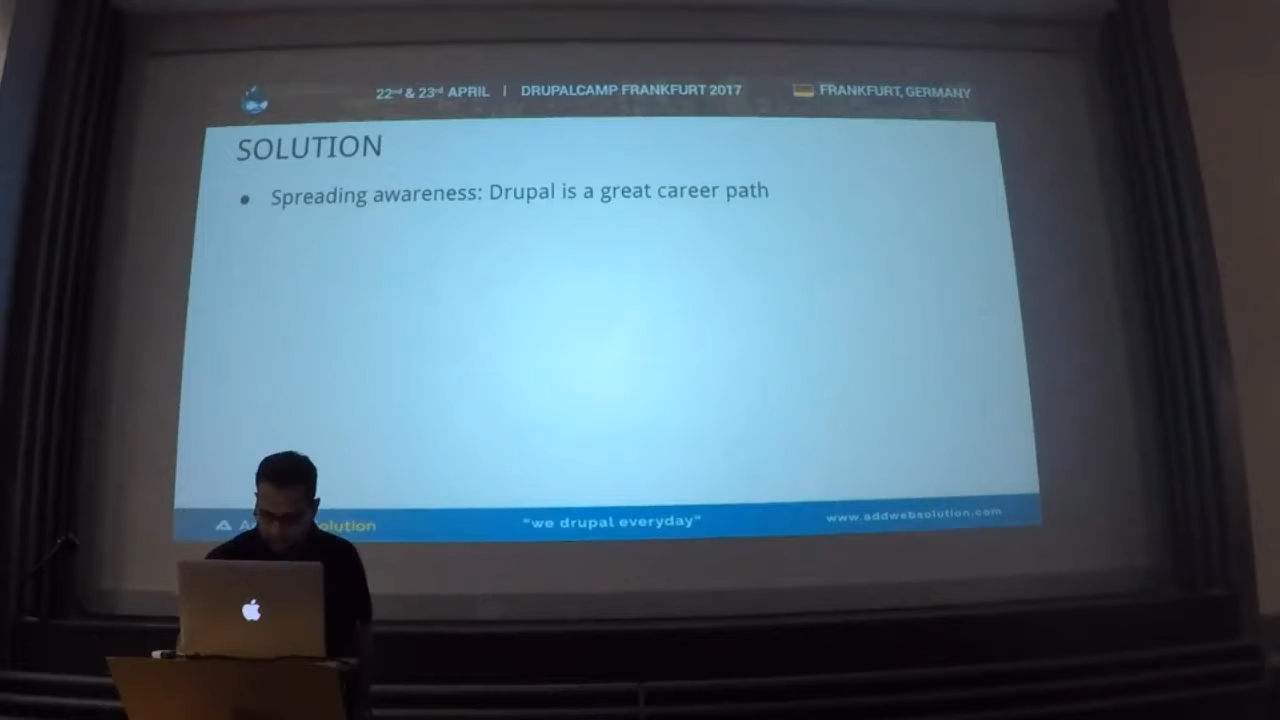 22nd & 23rd APRIL | DRUPALCAMP FRANKFURT 2017 FRANKFURT, GERMANY
SOLUTION
• Spreading awareness: Drupal is a great career path
"we drupal everyday" www.addwebsolution.com